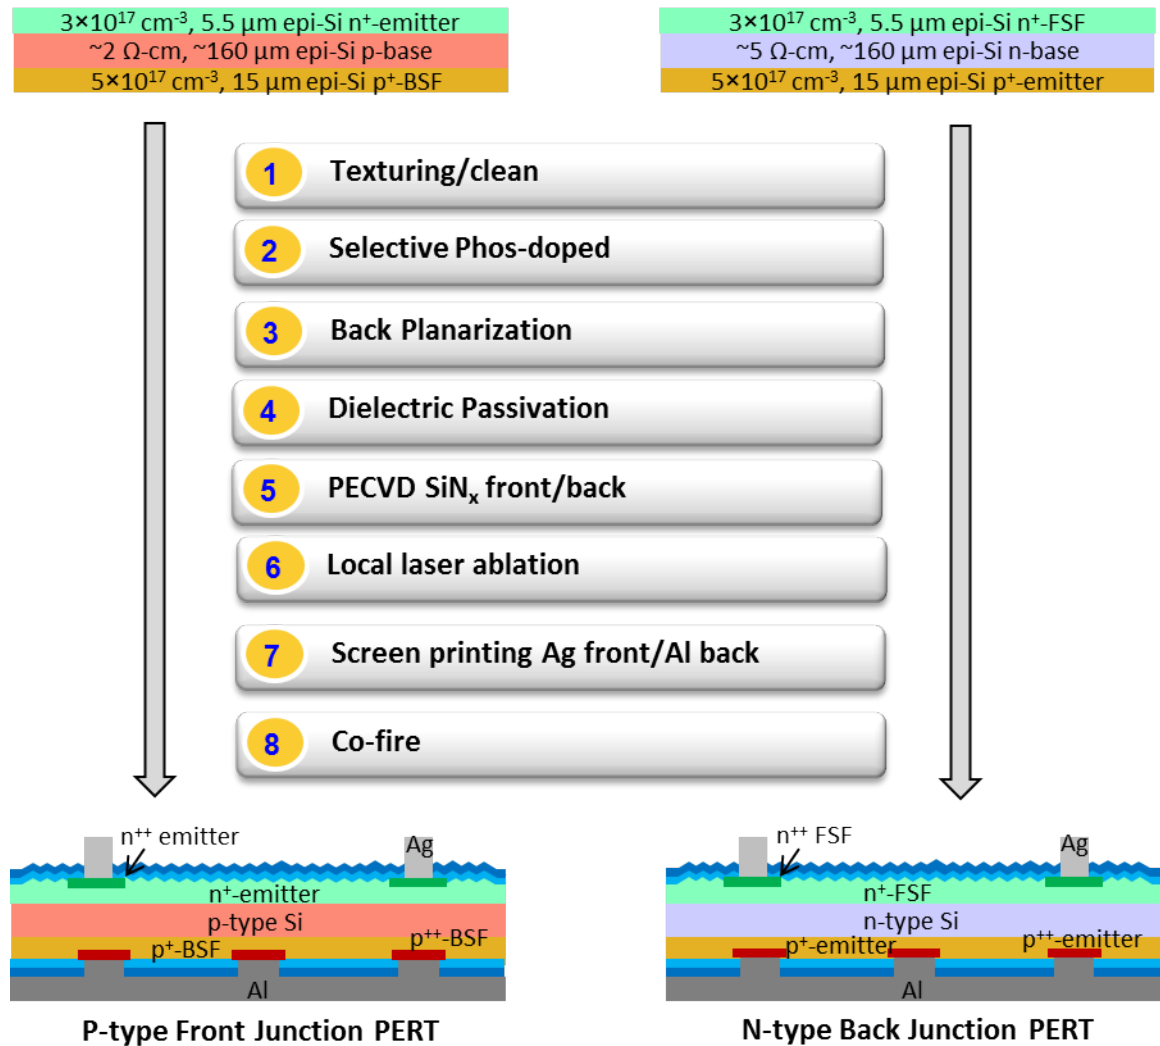 3×10¹⁷ cm⁻³, 5.5 µm epi-Si n⁺-emitter
~2 Ω-cm, ~160 µm epi-Si p-base
5×10¹⁷ cm⁻³, 15 µm epi-Si p⁺-BSF
3×10¹⁷ cm⁻³, 5.5 µm epi-Si n⁺-FSF
~5 Ω-cm, ~160 µm epi-Si n-base
5×10¹⁷ cm⁻³, 15 µm epi-Si p⁺-emitter
1 Texturing/clean
2 Selective Phos-doped
3 Back Planarization
4 Dielectric Passivation
5 PECVD SiNₓ front/back
6 Local laser ablation
7 Screen printing Ag front/Al back
8 Co-fire
n⁺⁺ emitter
Ag
n⁺-emitter
p-type Si
p⁺-BSF
p⁺⁺-BSF
Al
P-type Front Junction PERT
n⁺⁺ FSF
Ag
n⁺-FSF
n-type Si
p⁺-emitter
p⁺⁺-emitter
Al
N-type Back Junction PERT